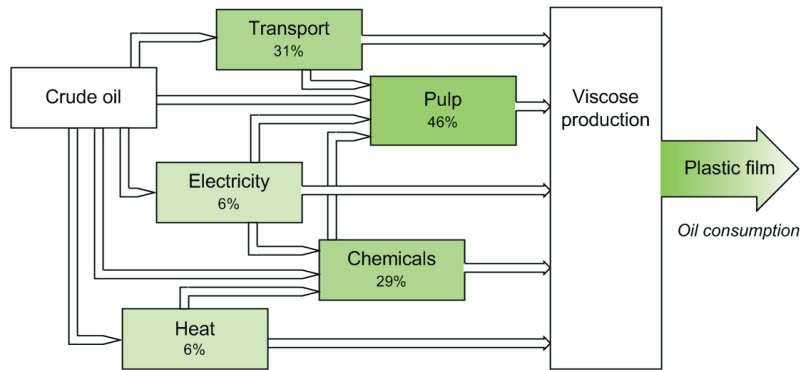 Transport
31%
Crude oil
Pulp
46%
Viscose
production
Electricity
6%
Plastic film
Oil consumption
Chemicals
29%
Heat
6%